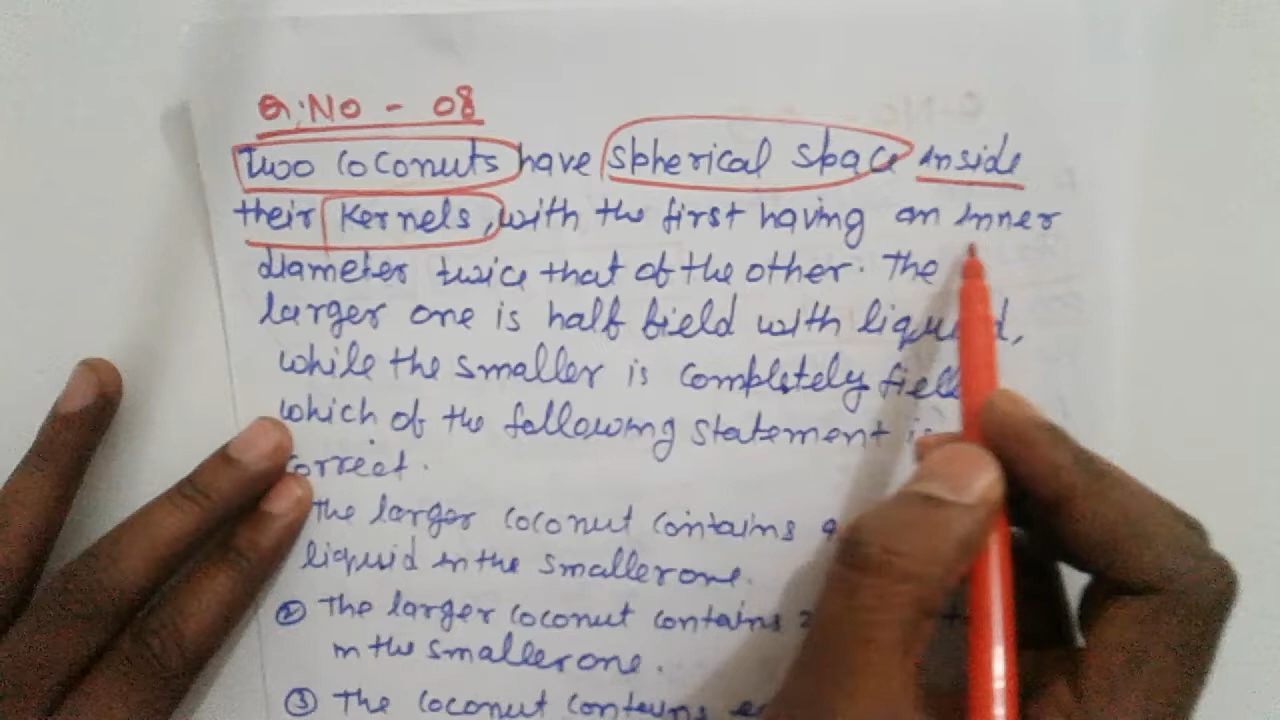 Q.NO - 08
Two Coconuts have Spherical Space inside
their Kernels, with the first having an inner
diameter twice that of the other. The
larger one is half field with liquid,
while the smaller is completely
which of the following statement is
correct.
The larger coconut contains
liquid in the smaller one.
② The larger coconut contains
in the smaller one.
③ The coconut contains